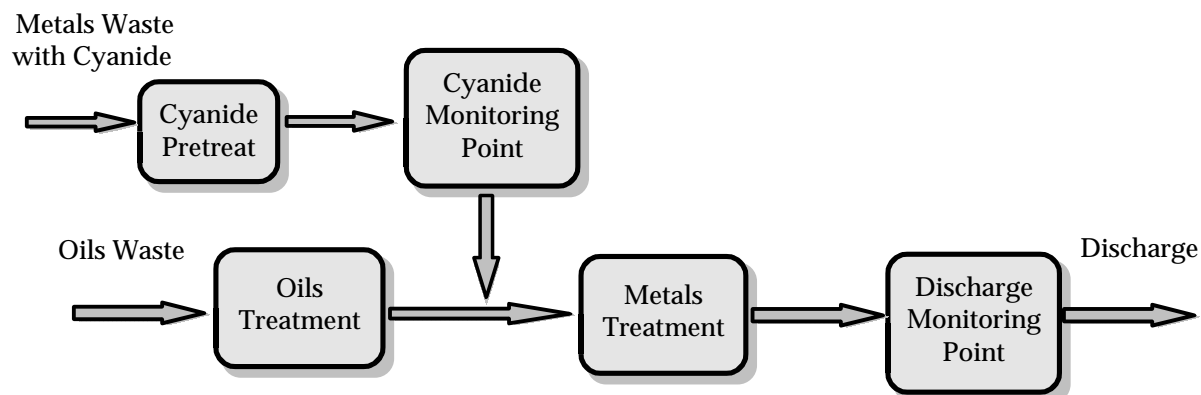 Metals Waste
with Cyanide
Cyanide
Pretreat
Cyanide
Monitoring
Point
Oils Waste
Oils
Treatment
Metals
Treatment
Discharge
Monitoring
Point
Discharge